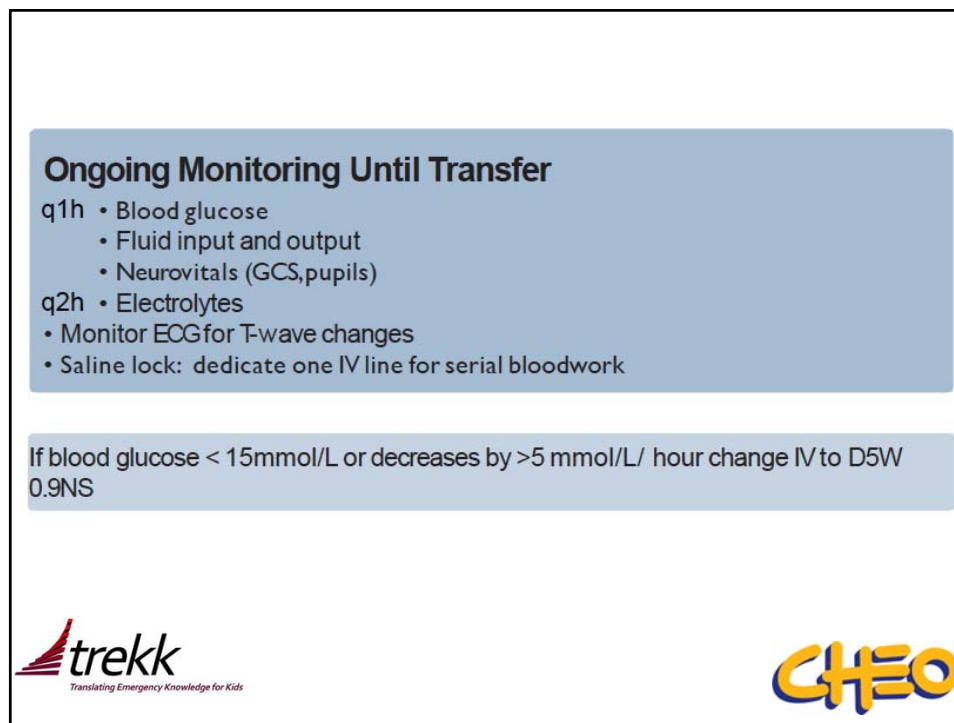 Ongoing Monitoring Until Transfer
q1h • Blood glucose
• Fluid input and output
• Neurovitals (GCS,pupils)
q2h • Electrolytes
• Monitor ECG for T-wave changes
• Saline lock: dedicate one IV line for serial bloodwork
If blood glucose < 15mmol/L or decreases by >5 mmol/L/ hour change IV to D5W
0.9NS
trekk
Translating Emergency Knowledge for Kids
CHEO